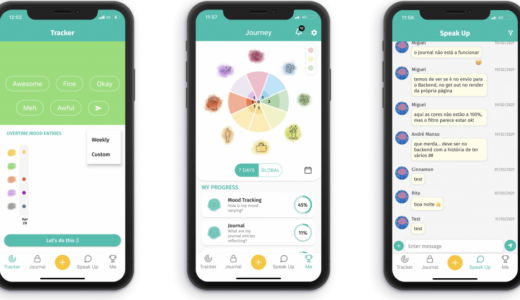 12:02
Tracker
Awesome
Fine
Okay
Meh
Awful
OVERTIME MOOD ENTRIES
Weekly
Custom
Apr
Let's do this :)
Tracker
Journal
Speak Up
Me
11:57
Journey
7 DAYS
GLOBAL
MY PROGRESS
Mood Tracking
How is my mood
varying?
45%
Journal
What are my
journal entries
reflecting?
11%
Tracker
Journal
Speak Up
Me
11:58
Speak Up
Miguel
o journal não está a funcionar
Miguel
temos de ver se é no envio para
o Backend, no get out no render
da própria página
Miguel
aqui as cores não estão a 100%,
mas o filtro parece estar ok!
André Manso
que merda... deve ser no
backend com a história de ter
vários ##
Cinnamon
test
Rita
boa noite
Test
test
Enter message
Tracker
Journal
Speak Up
Me